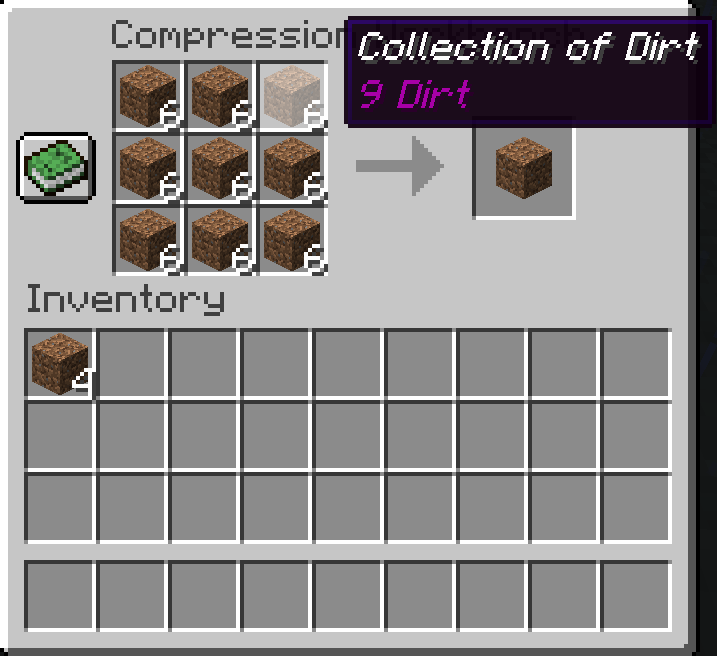 Compression
Collection of Dirt
9 Dirt
6 6 6
6 6 6
6 6 6
Inventory
4